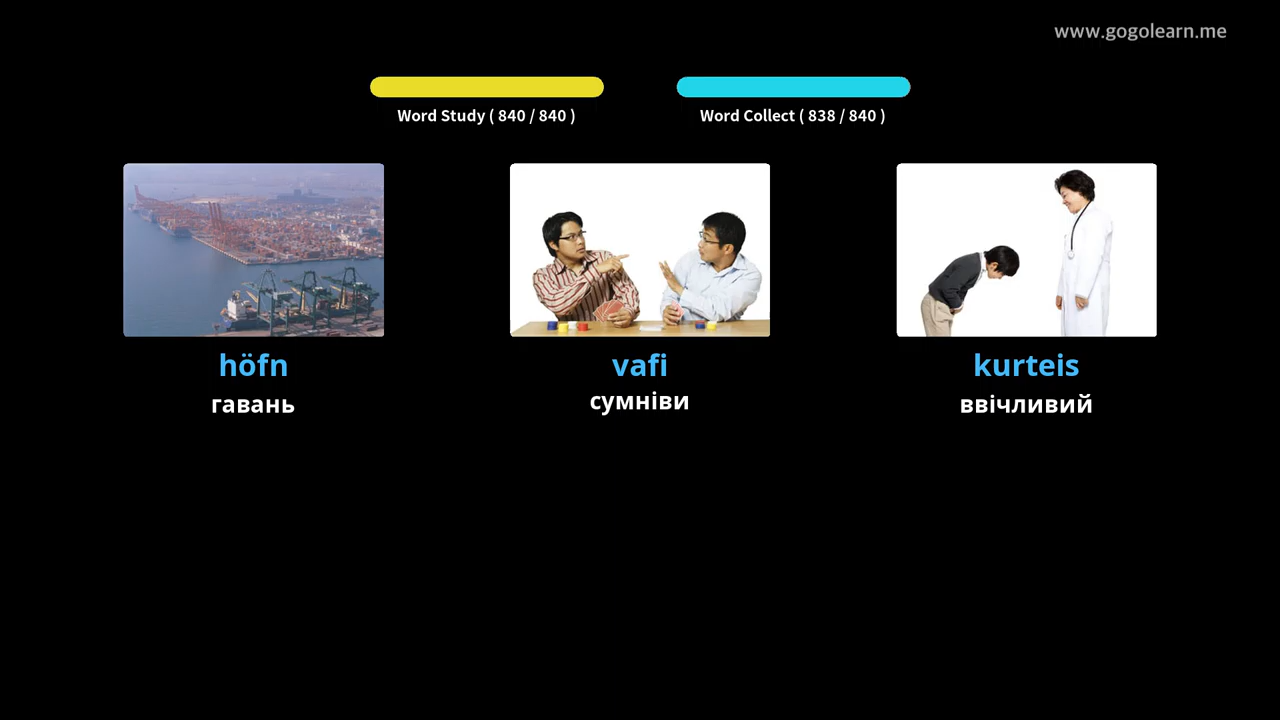 www.gogolearn.me
Word Study ( 840 / 840 )
Word Collect ( 838 / 840 )
höfn
гавань
vafi
сумніви
kurteis
ввічливий